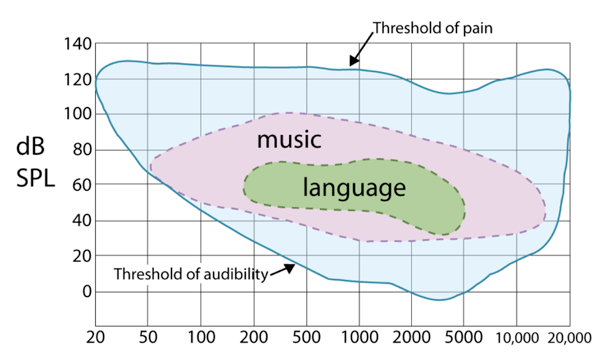 Threshold of pain
140
120
100
80
60
40
20
0
dB
SPL
music
language
Threshold of audibility
20 50 100 200 500 1000 2000 5000 10,000 20,000